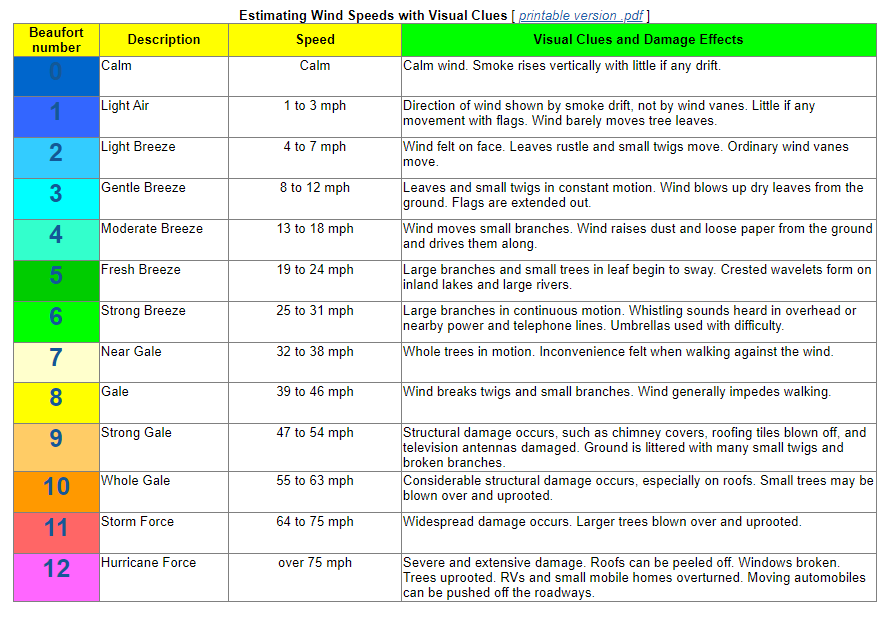 Estimating Wind Speeds with Visual Clues [ printable version .pdf ]
Beaufort number Description Speed Visual Clues and Damage Effects
0 Calm Calm Calm wind. Smoke rises vertically with little if any drift.
1 Light Air 1 to 3 mph Direction of wind shown by smoke drift, not by wind vanes. Little if any
movement with flags. Wind barely moves tree leaves.
2 Light Breeze 4 to 7 mph Wind felt on face. Leaves rustle and small twigs move. Ordinary wind vanes
move.
3 Gentle Breeze 8 to 12 mph Leaves and small twigs in constant motion. Wind blows up dry leaves from the
ground. Flags are extended out.
4 Moderate Breeze 13 to 18 mph Wind moves small branches. Wind raises dust and loose paper from the ground
and drives them along.
5 Fresh Breeze 19 to 24 mph Large branches and small trees in leaf begin to sway. Crested wavelets form on
inland lakes and large rivers.
6 Strong Breeze 25 to 31 mph Large branches in continuous motion. Whistling sounds heard in overhead or
nearby power and telephone lines. Umbrellas used with difficulty.
7 Near Gale 32 to 38 mph Whole trees in motion. Inconvenience felt when walking against the wind.
8 Gale 39 to 46 mph Wind breaks twigs and small branches. Wind generally impedes walking.
9 Strong Gale 47 to 54 mph Structural damage occurs, such as chimney covers, roofing tiles blown off, and
television antennas damaged. Ground is littered with many small twigs and
broken branches.
10 Whole Gale 55 to 63 mph Considerable structural damage occurs, especially on roofs. Small trees may be
blown over and uprooted.
11 Storm Force 64 to 75 mph Widespread damage occurs. Larger trees blown over and uprooted.
12 Hurricane Force over 75 mph Severe and extensive damage. Roofs can be peeled off. Windows broken.
Trees uprooted. RVs and small mobile homes overturned. Moving automobiles
can be pushed off the roadways.